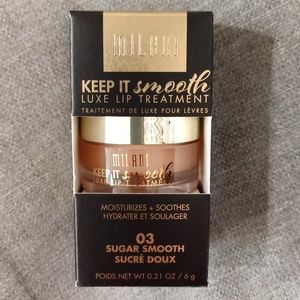 MILANI
KEEP IT smooth
LUXE LIP TREATMENT
TRAITEMENT DE LUXE POUR LÈVRES
MILANI
KEEP IT smooth
LUXE LIP TREATMENT
MOISTURIZES + SOOTHES
HYDRATER ET SOULAGER
03
SUGAR SMOOTH
SUCRÉ DOUX
POIDS NET WT 0.21 OZ / 6 g